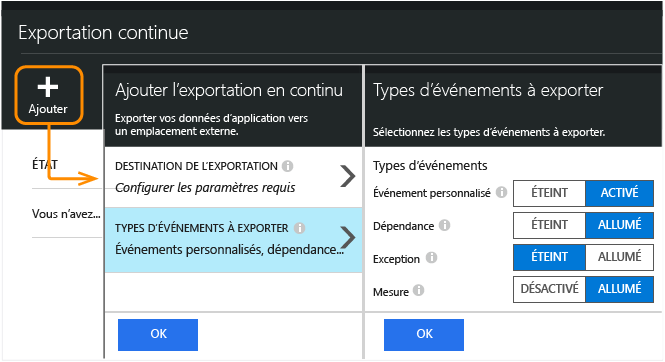 Exportation continue
Ajouter
ÉTAT
Vous n’avez...
Ajouter l’exportation en continu
Exporter vos données d’application vers
un emplacement externe.
DESTINATION DE L’EXPORTATION
Configurer les paramètres requis
TYPES D’ÉVÉNEMENTS À EXPORTER
Événements personnalisés, dépendance...
OK
Types d’événements à exporter
Sélectionnez les types d’événements à exporter.
Types d’événements
Événement personnalisé ÉTEINT ACTIVÉ
Dépendance ÉTEINT ALLUMÉ
Exception ÉTEINT ALLUMÉ
Mesure DÉSACTIVÉ ALLUMÉ
OK